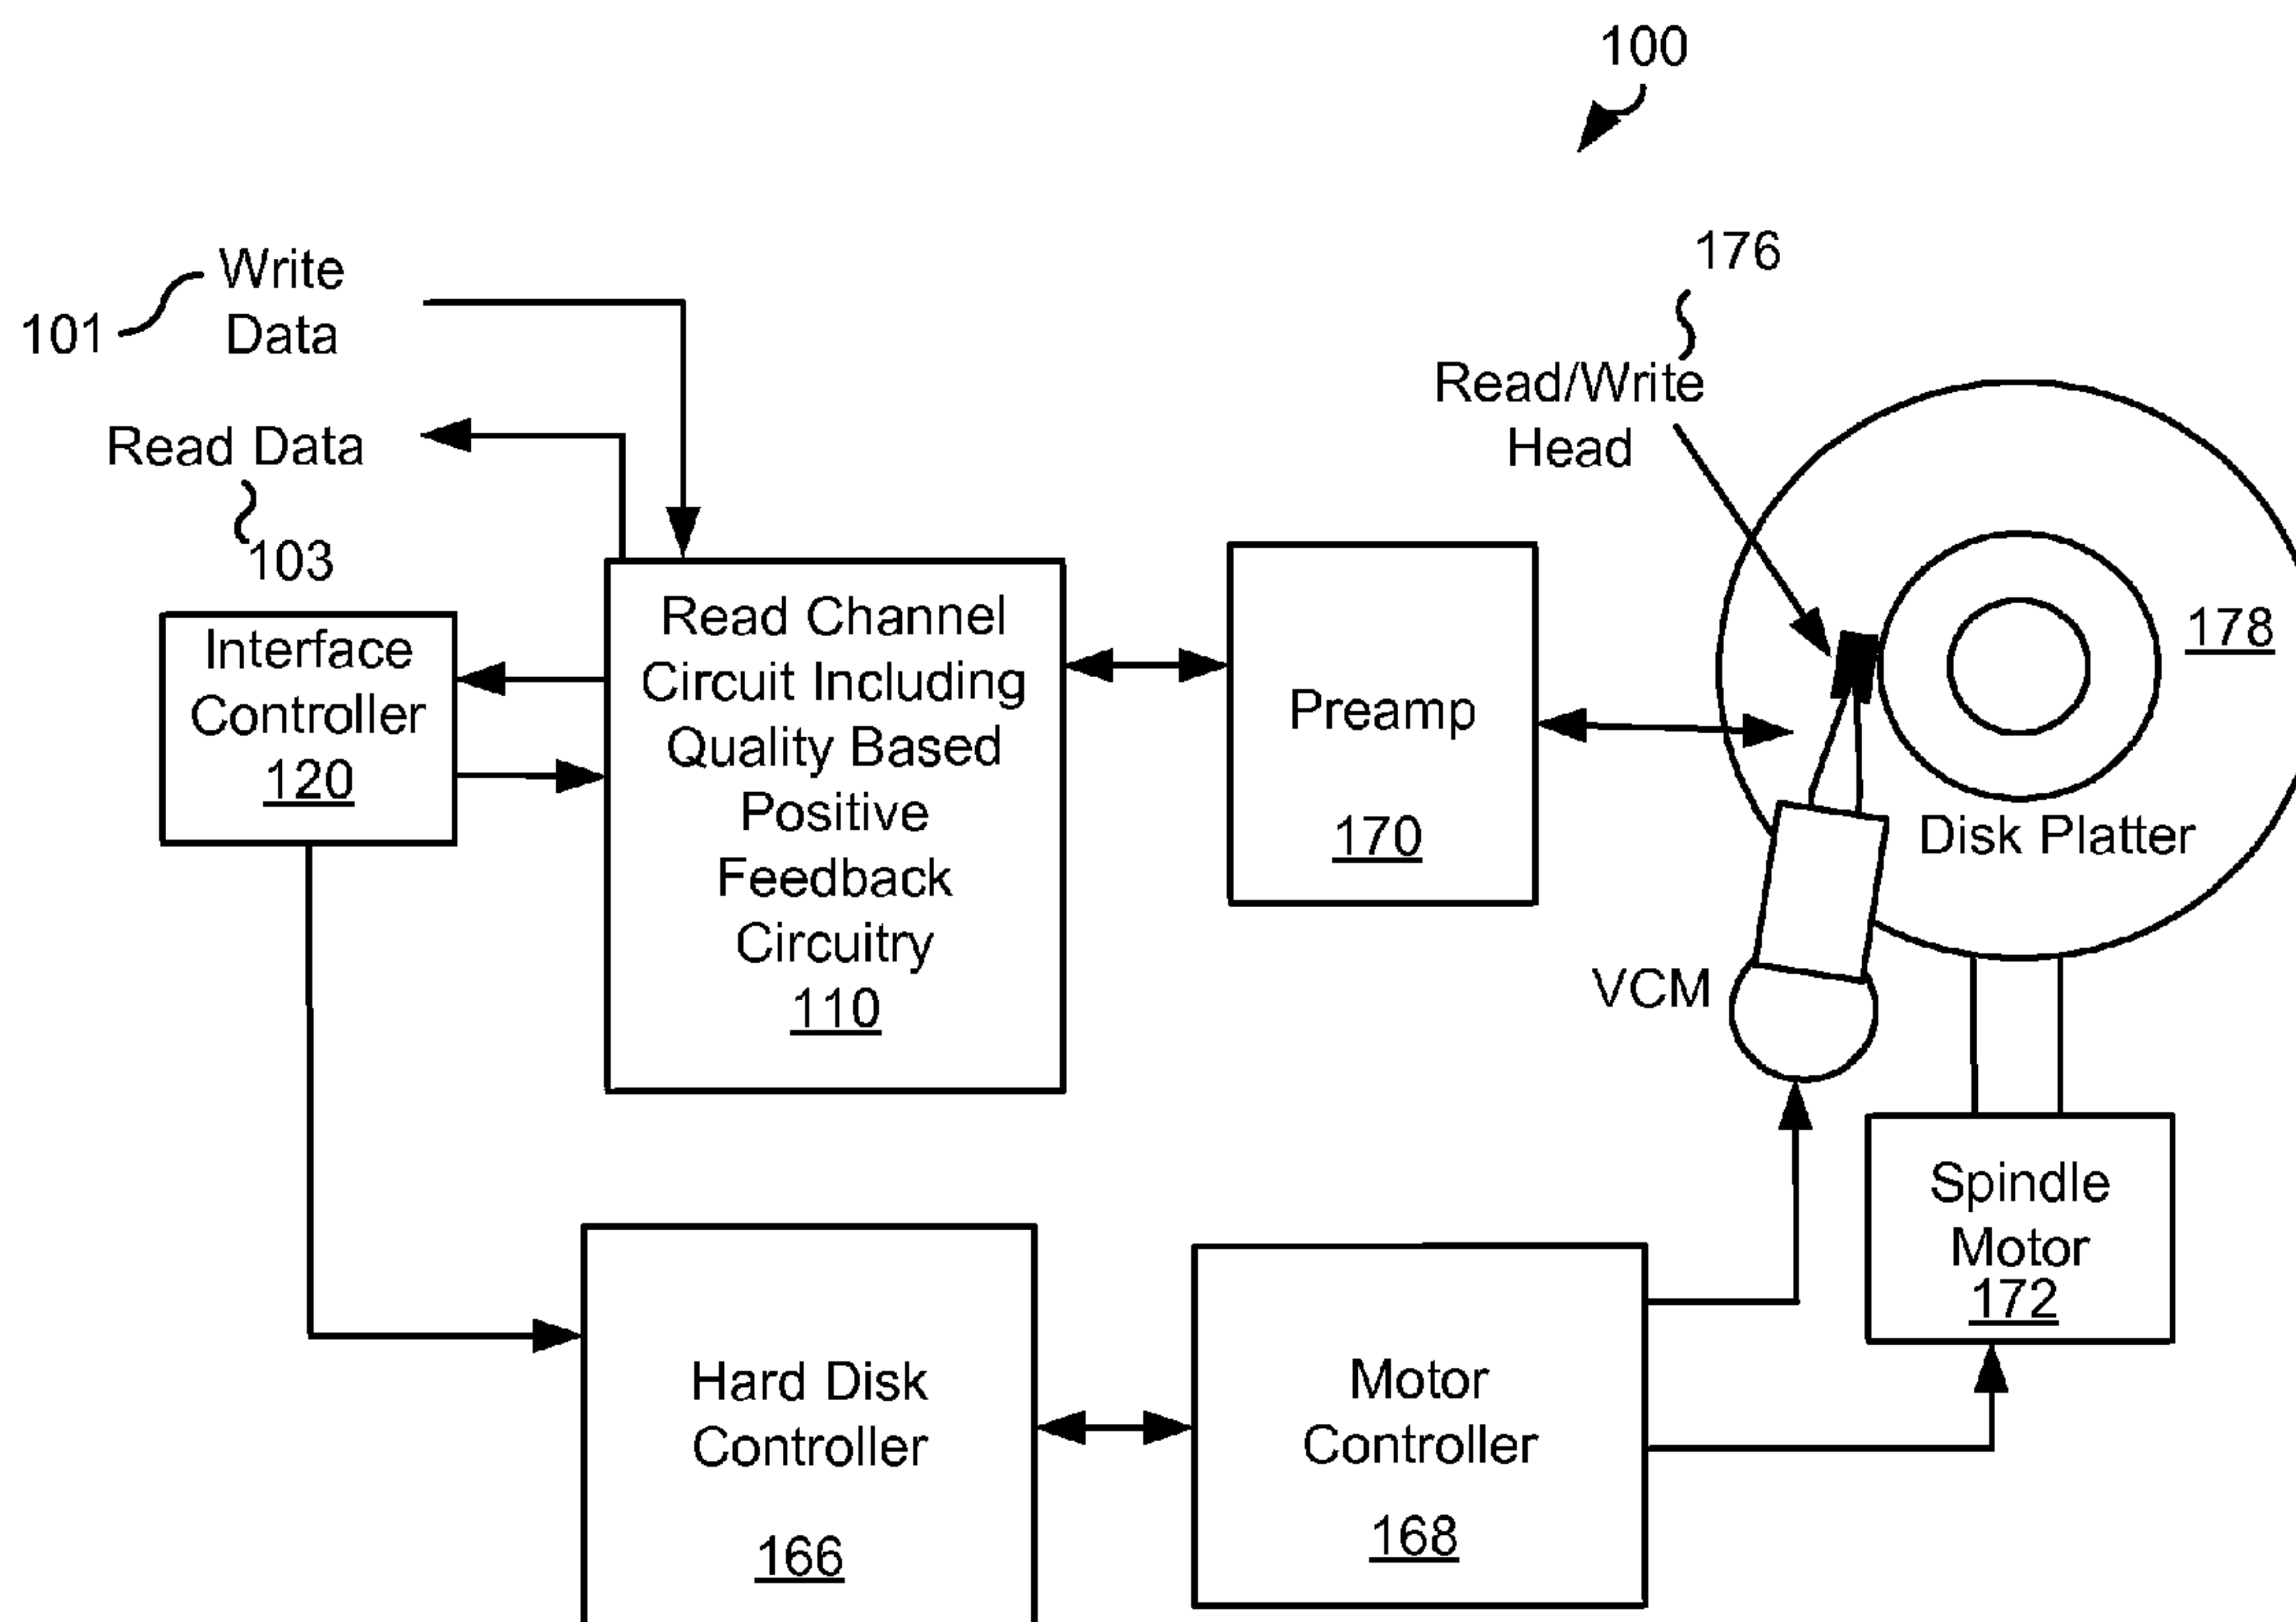 100
176
Write
Data
101
Read/Write
Head
Read Data
103
Interface
Controller
120
Read Channel
Circuit Including
Quality Based
Positive
Feedback
Circuitry
110
Preamp
170
178
Disk Platter
VCM
Spindle
Motor
172
Hard Disk
Controller
166
Motor
Controller
168